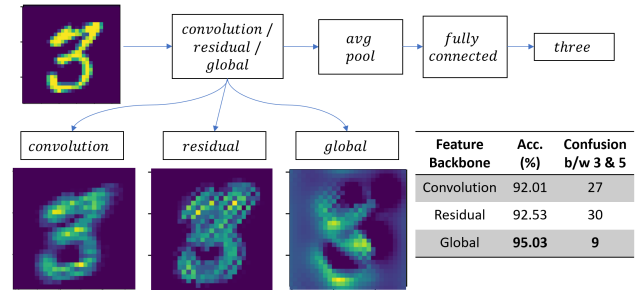 convolution /
residual /
global
avg
pool
fully
connected
three
convolution
residual
global
Feature Backbone Acc. (%) Confusion b/w 3 & 5
Convolution 92.01 27
Residual 92.53 30
Global 95.03 9
3